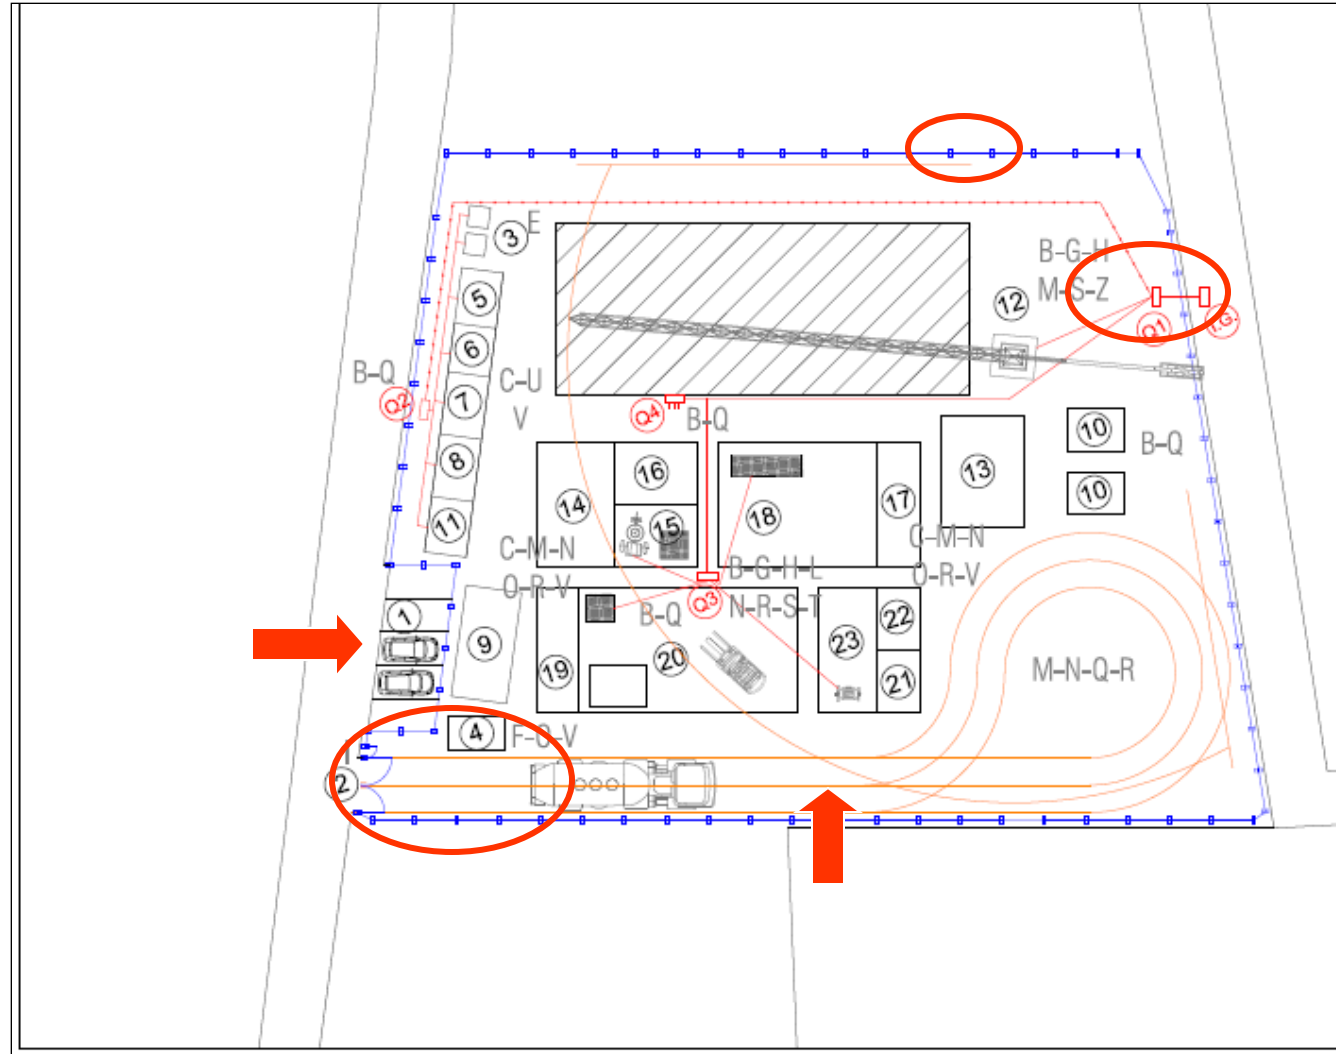 3
E
B-G-H
M-S-Z
12
5
Q1
T.G.
6
B-Q
C-U
V
7
Q2
Q4
B-Q
10
B-Q
8
16
13
10
14
15
18
17
11
C-M-N
O-R-V
C-M-N
O-R-V
B-G-H-L
N-R-S-T
Q3
B-Q
1
9
19
20
23
22
21
M-N-Q-R
4
F-O-V
2